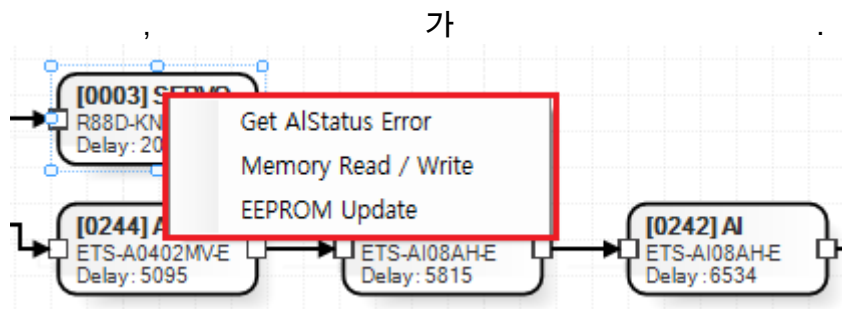 , 가 .
[0003] SERVO
R88D-KN
Delay: 20
Get AlStatus Error
Memory Read / Write
EEPROM Update
[0244] A
ETS-A0402MV-E
Delay: 5095
ETS-AI08AH-E
Delay: 5815
[0242] AI
ETS-AI08AH-E
Delay: 6534